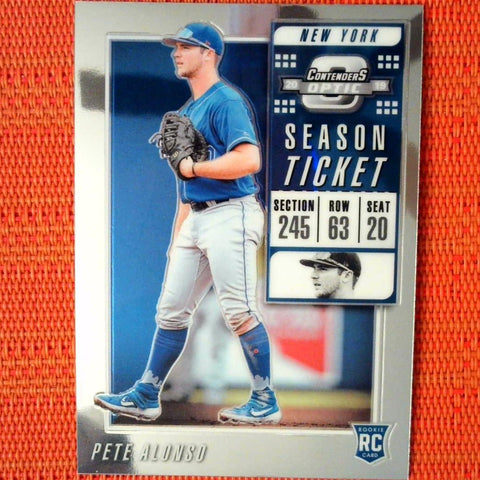 NEW YORK
CONTENDERS
20 19
OPTIC
SEASON
TICKET
SECTION ROW SEAT
245 63 20
PETE ALONSO
ROOKIE
RC
CARD